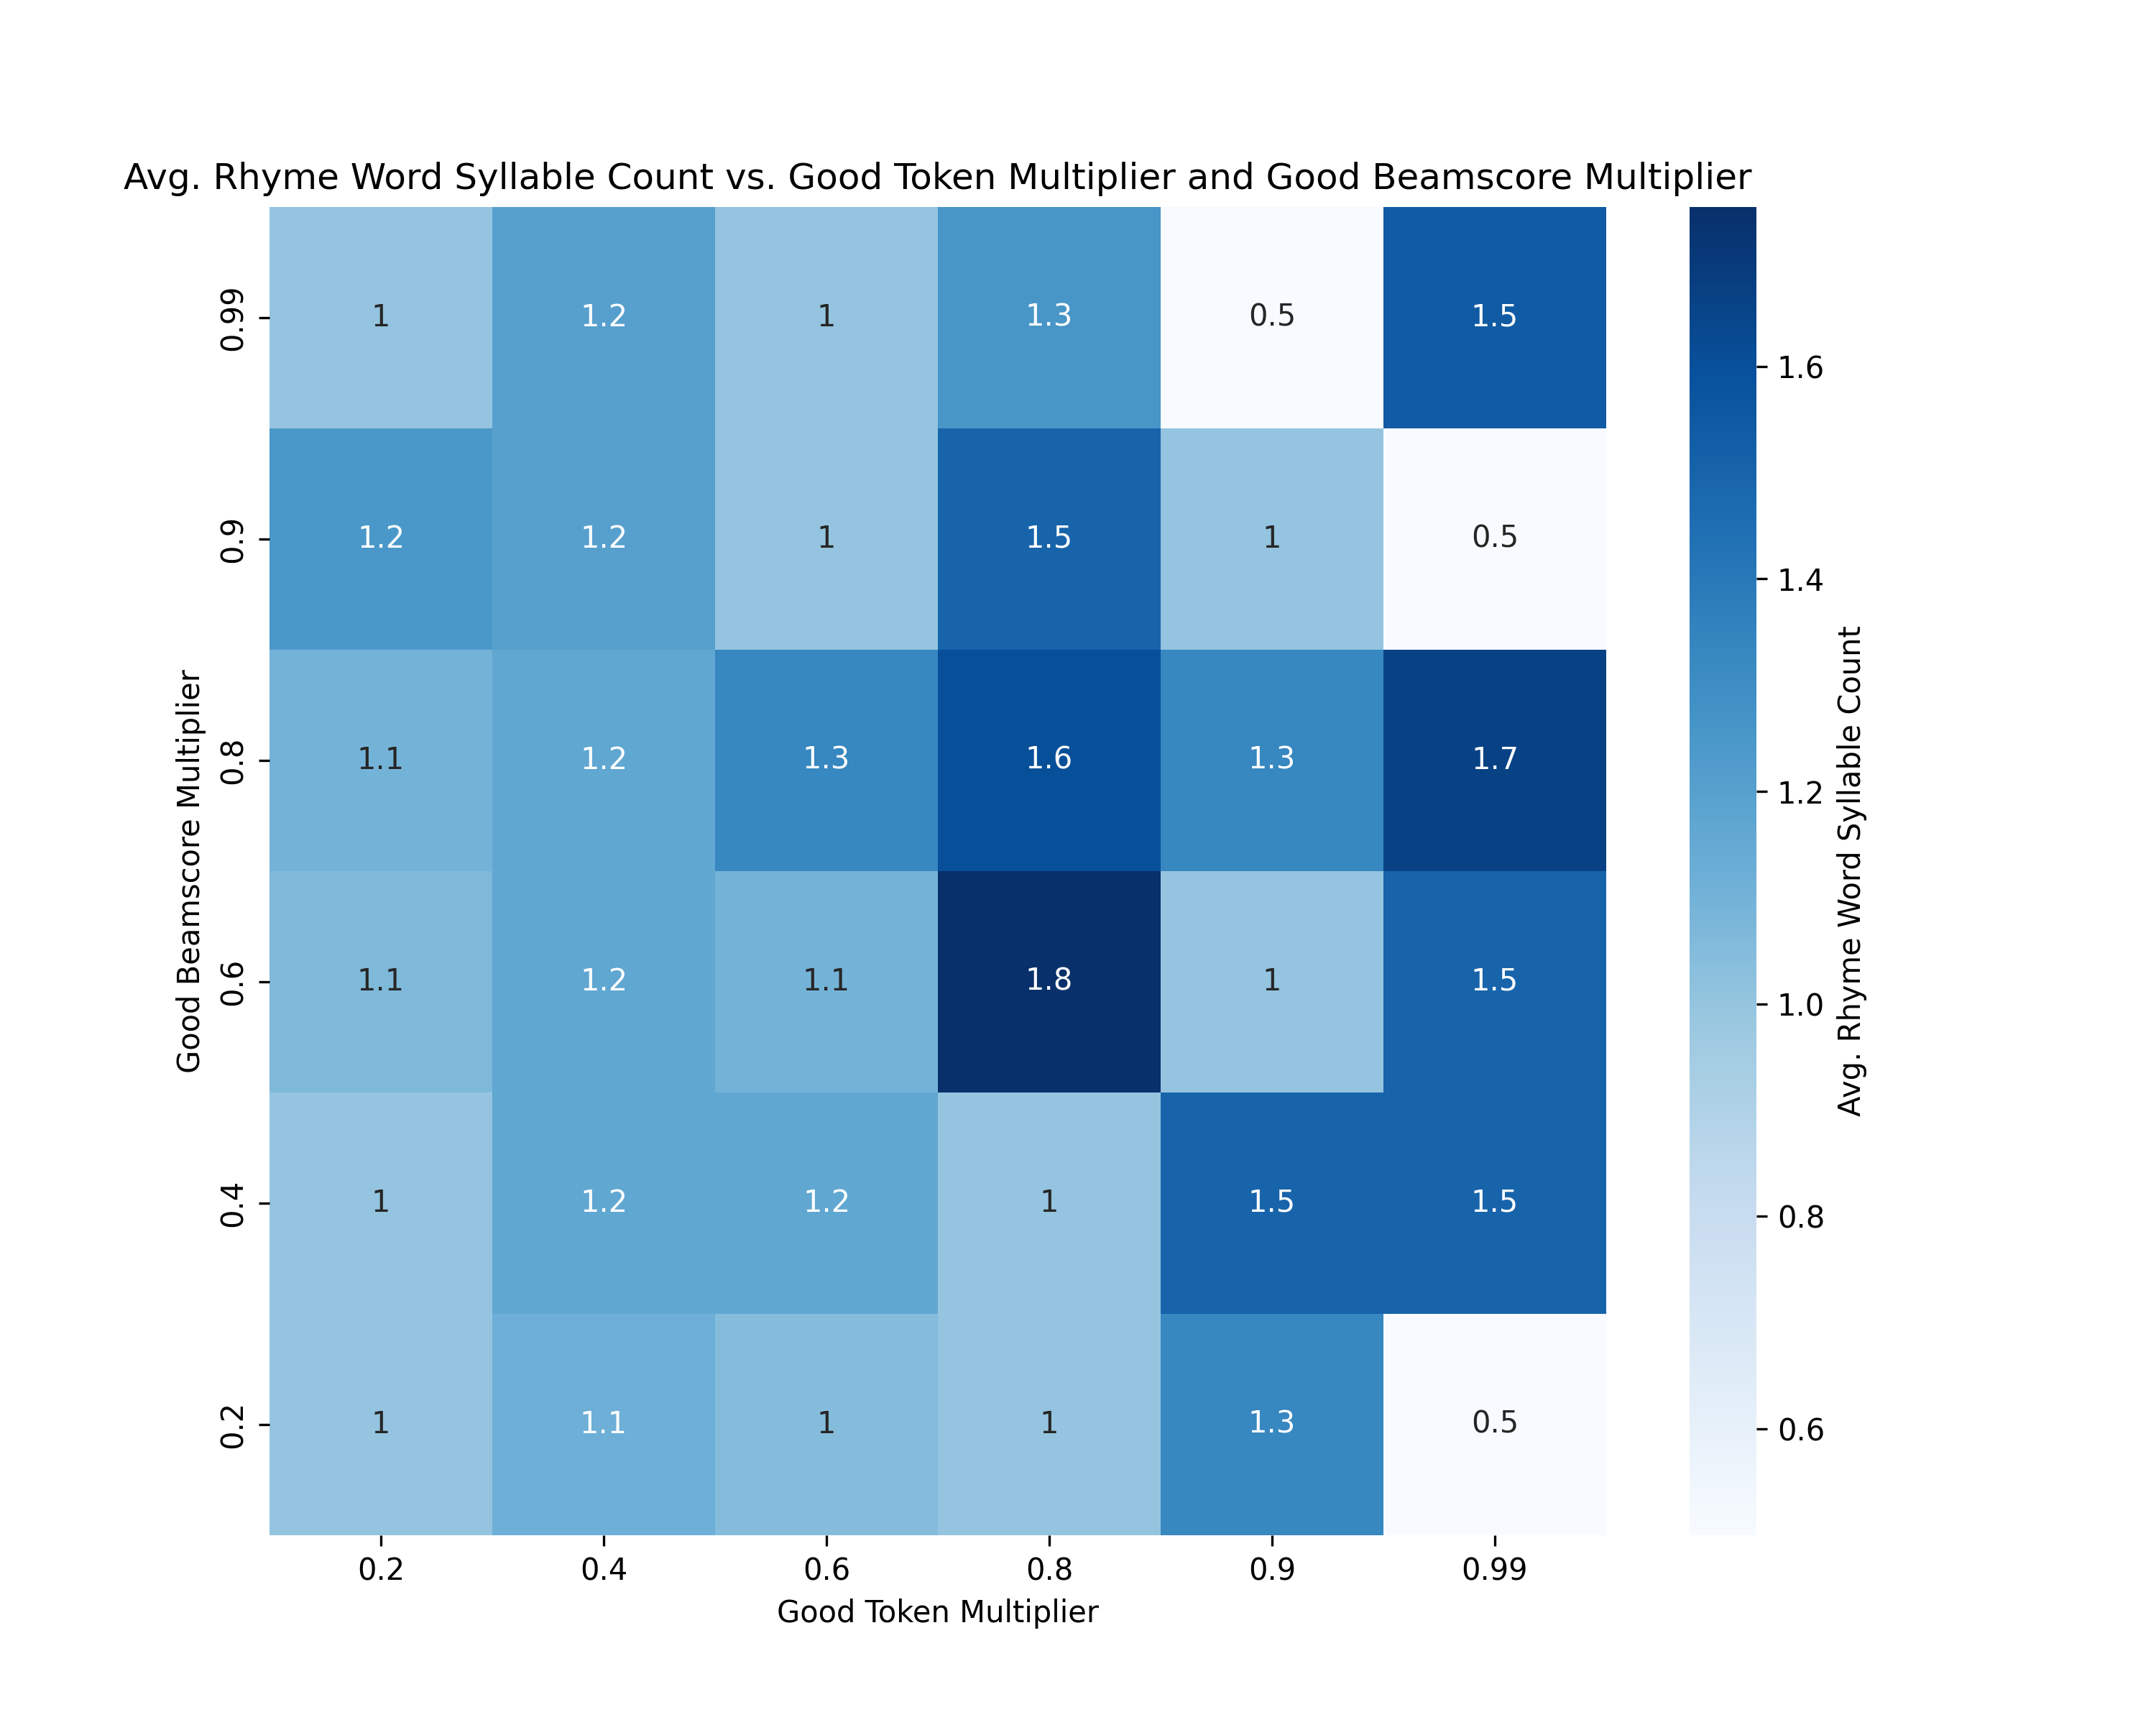 Avg. Rhyme Word Syllable Count vs. Good Token Multiplier and Good Beamscore Multiplier
0.99 1 1.2 1 1.3 0.5 1.5
0.9 1.2 1.2 1 1.5 1 0.5
0.8 1.1 1.2 1.3 1.6 1.3 1.7
0.6 1.1 1.2 1.1 1.8 1 1.5
0.4 1 1.2 1.2 1 1.5 1.5
0.2 1 1.1 1 1 1.3 0.5
0.2 0.4 0.6 0.8 0.9 0.99
Good Token Multiplier
Good Beamscore Multiplier
1.6
1.4
1.2
1.0
0.8
0.6
Avg. Rhyme Word Syllable Count